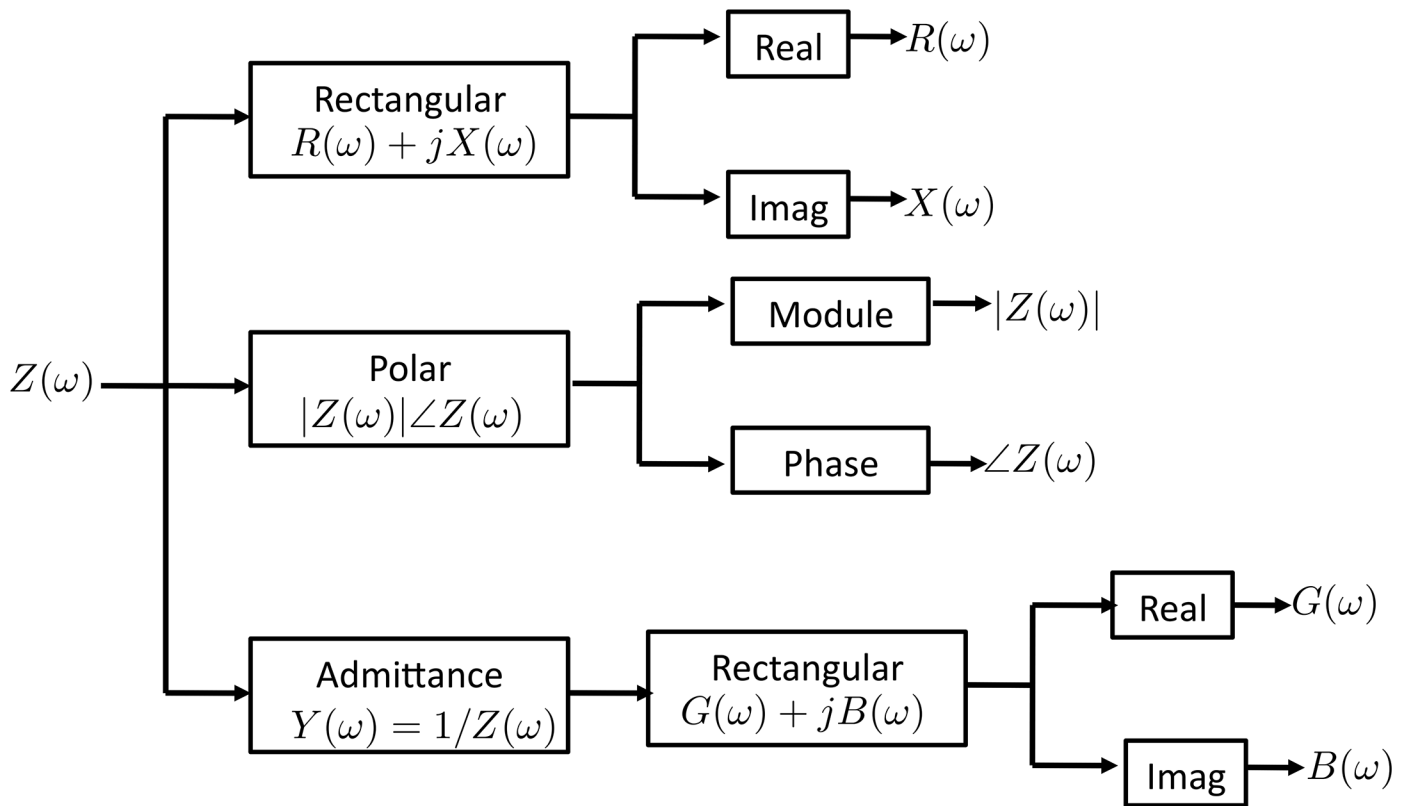 Real
R(ω)
Rectangular
R(ω) + jX(ω)
Imag
X(ω)
Module
|Z(ω)|
Z(ω)
Polar
|Z(ω)|∠Z(ω)
Phase
∠Z(ω)
Real
G(ω)
Admittance
Y(ω) = 1/Z(ω)
Rectangular
G(ω) + jB(ω)
Imag
B(ω)